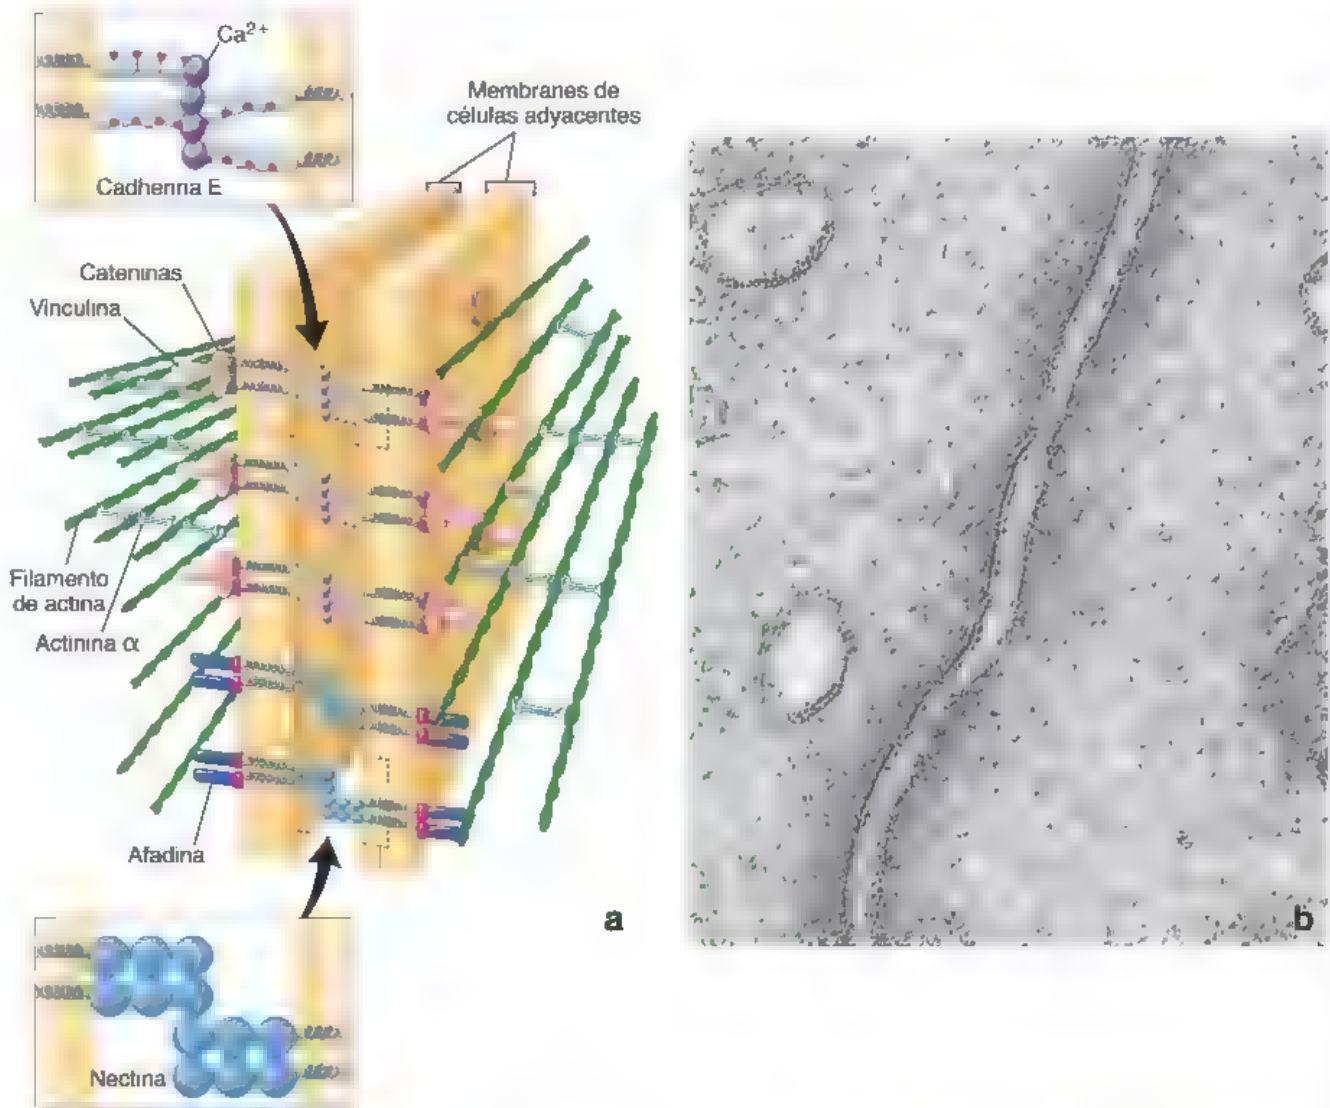 Ca²⁺
Cadherina E
Membranes de
células adyacentes
Cateninas
Vinculina
Filamento
de actina
Actinina α
Afadina
Nectina
a
b